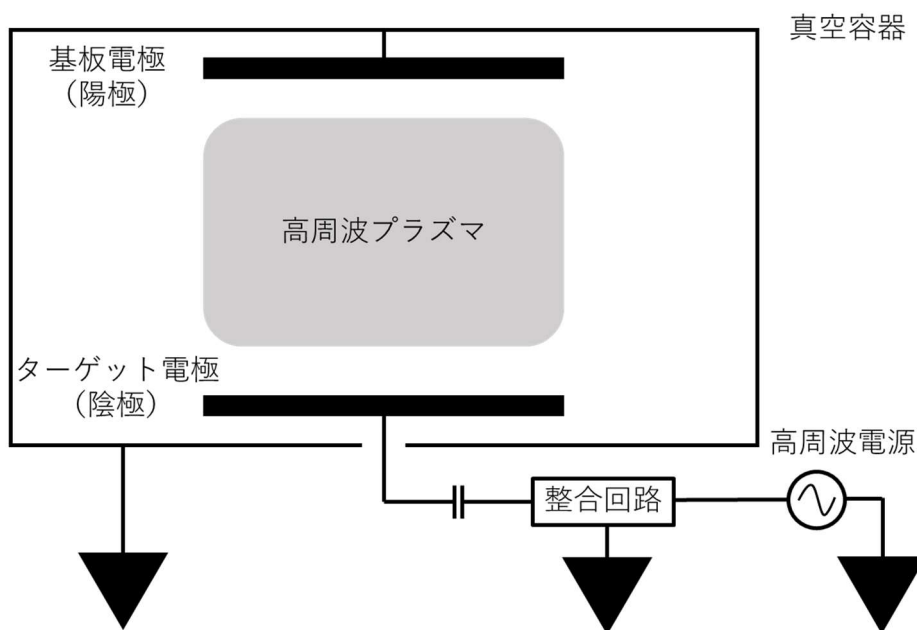 真空容器
基板電極
（陽極）
高周波プラズマ
ターゲット電極
（陰極）
高周波電源
整合回路